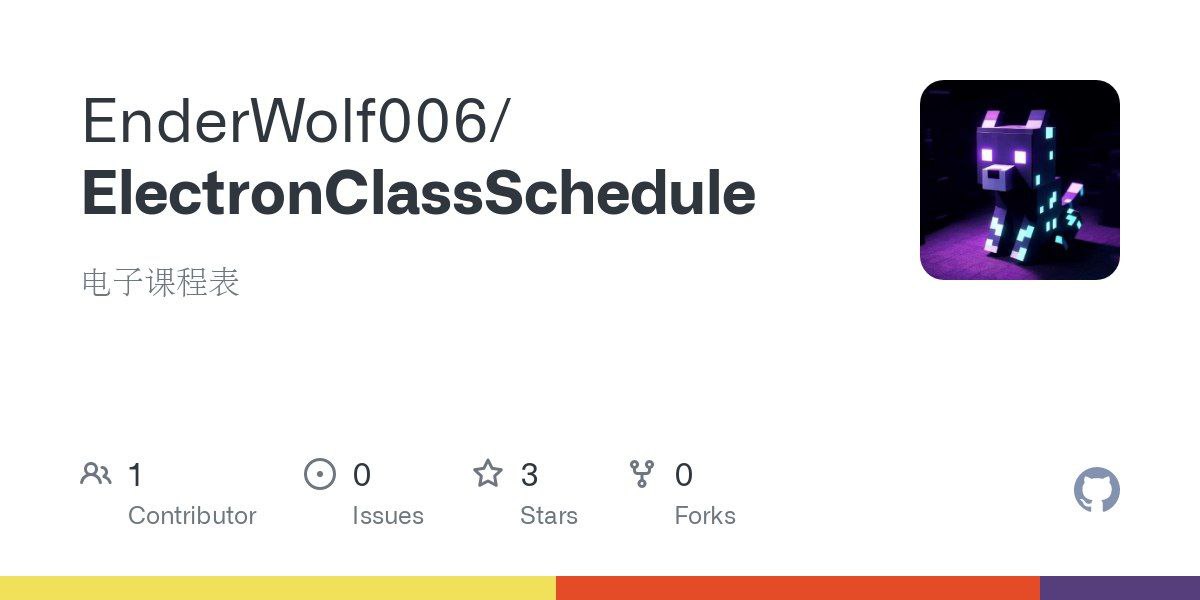 EnderWolf006/
ElectronClassSchedule
电子课程表
1
Contributor
0
Issues
3
Stars
0
Forks